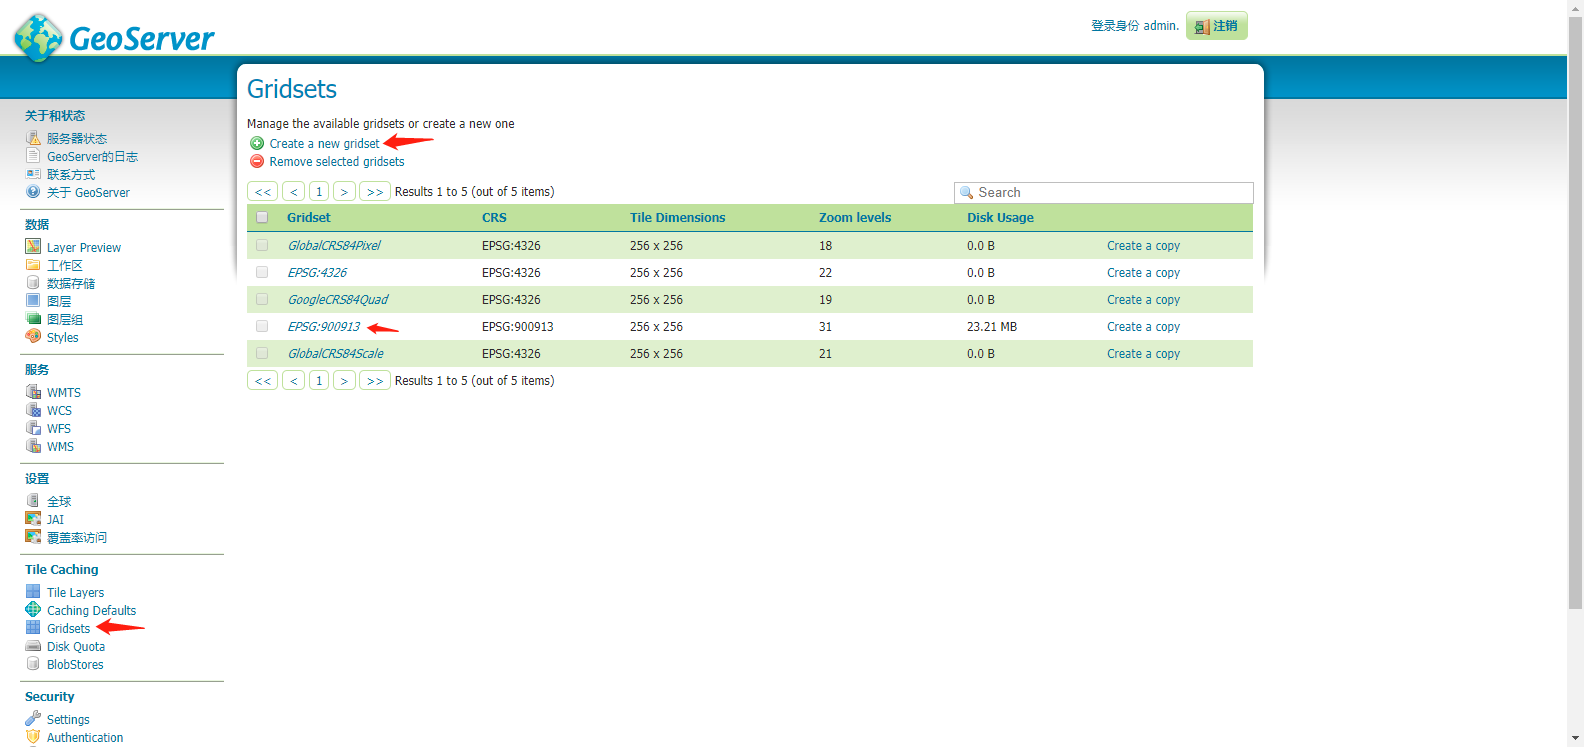 GeoServer
登录身份 admin.
注销
关于和状态
服务器状态
GeoServer的日志
联系方式
关于 GeoServer
数据
Layer Preview
工作区
数据存储
图层
图层组
Styles
服务
WMTS
WCS
WFS
WMS
设置
全球
JAI
覆盖率访问
Tile Caching
Tile Layers
Caching Defaults
Gridsets
Disk Quota
BlobStores
Security
Settings
Authentication
Gridsets
Manage the available gridsets or create a new one
Create a new gridset
Remove selected gridsets
<< < 1 > >> Results 1 to 5 (out of 5 items)
Search
Gridset CRS Tile Dimensions Zoom levels Disk Usage
GlobalCRS84Pixel EPSG:4326 256 x 256 18 0.0 B Create a copy
EPSG:4326 EPSG:4326 256 x 256 22 0.0 B Create a copy
GoogleCRS84Quad EPSG:4326 256 x 256 19 0.0 B Create a copy
EPSG:900913 EPSG:900913 256 x 256 31 23.21 MB Create a copy
GlobalCRS84Scale EPSG:4326 256 x 256 21 0.0 B Create a copy
<< < 1 > >> Results 1 to 5 (out of 5 items)